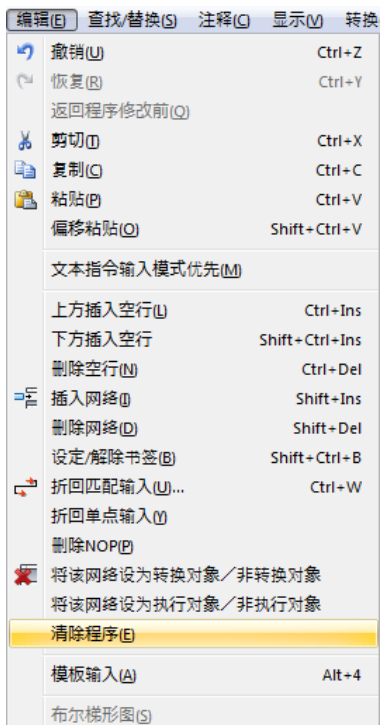 编辑(E) 查找/替换(S) 注释(C) 显示(V) 转换
撤销(U) Ctrl+Z
恢复(R) Ctrl+Y
返回程序修改前(Q)
剪切(T) Ctrl+X
复制(C) Ctrl+C
粘贴(P) Ctrl+V
偏移粘贴(O) Shift+Ctrl+V
文本指令输入模式优先(M)
上方插入空行(L) Ctrl+Ins
下方插入空行 Shift+Ctrl+Ins
删除空行(N) Ctrl+Del
插入网络(I) Shift+Ins
删除网络(D) Shift+Del
设定/解除书签(B) Shift+Ctrl+B
折回匹配输入(U)... Ctrl+W
折回单点输入(Y)
删除NOP(P)
将该网络设为转换对象／非转换对象
将该网络设为执行对象／非执行对象
清除程序(E)
模板输入(A) Alt+4
布尔梯形图(S)